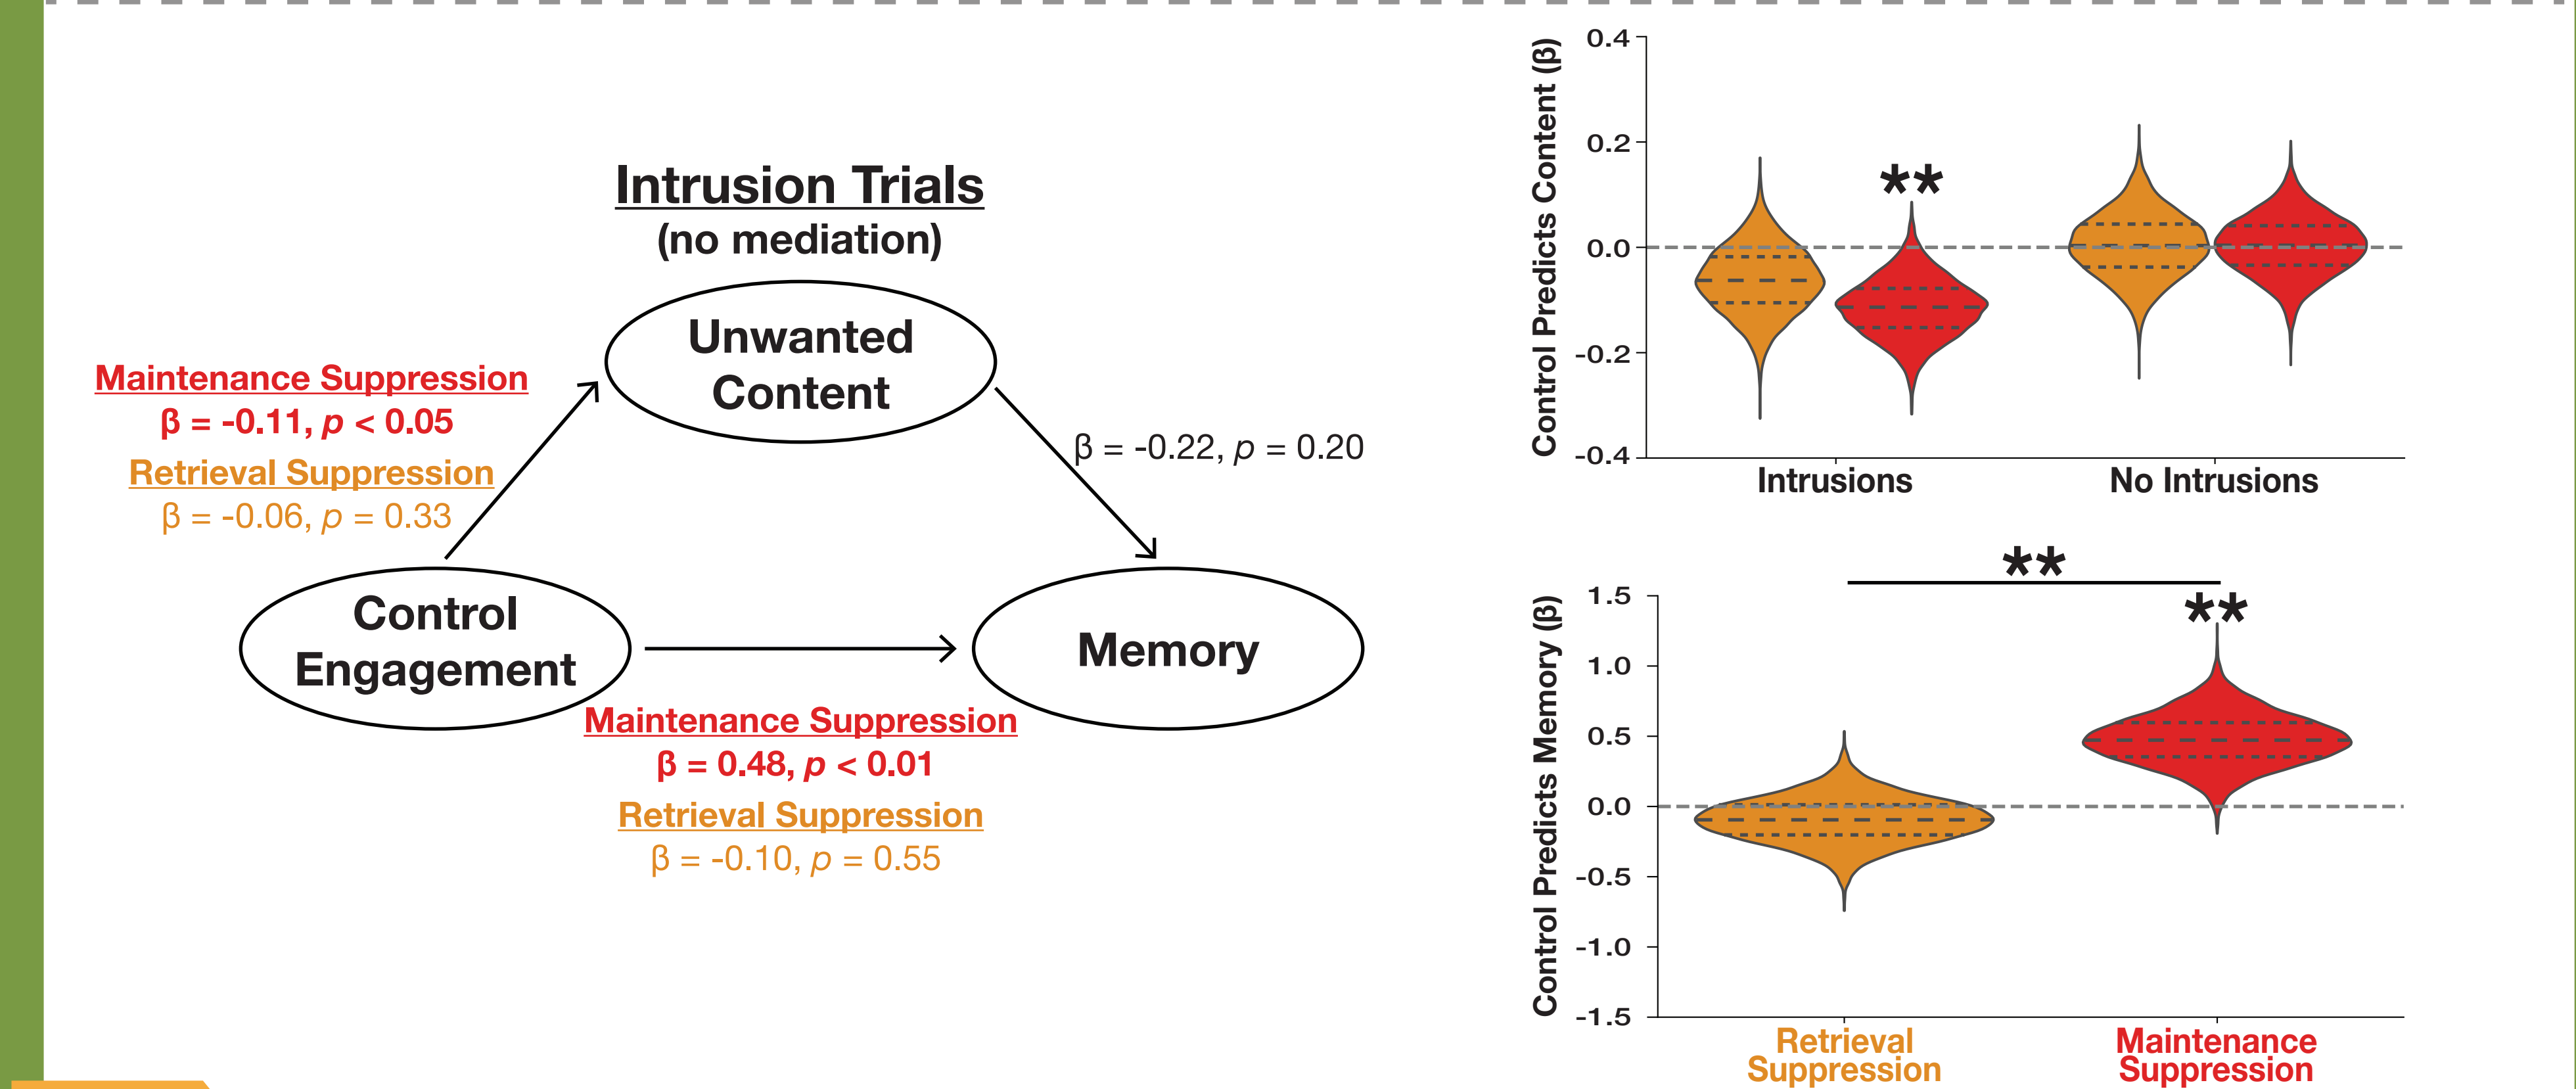 Intrusion Trials
(no mediation)
Unwanted
Content
Maintenance Suppression
β = -0.11, p < 0.05
Retrieval Suppression
β = -0.06, p = 0.33
β = -0.22, p = 0.20
Control
Engagement
Memory
Maintenance Suppression
β = 0.48, p < 0.01
Retrieval Suppression
β = -0.10, p = 0.55
Control Predicts Content (β)
0.4
0.2
0.0
-0.2
-0.4
**
Intrusions
No Intrusions
Control Predicts Memory (β)
**
**
1.5
1.0
0.5
0.0
-0.5
-1.0
-1.5
Retrieval
Suppression
Maintenance
Suppression